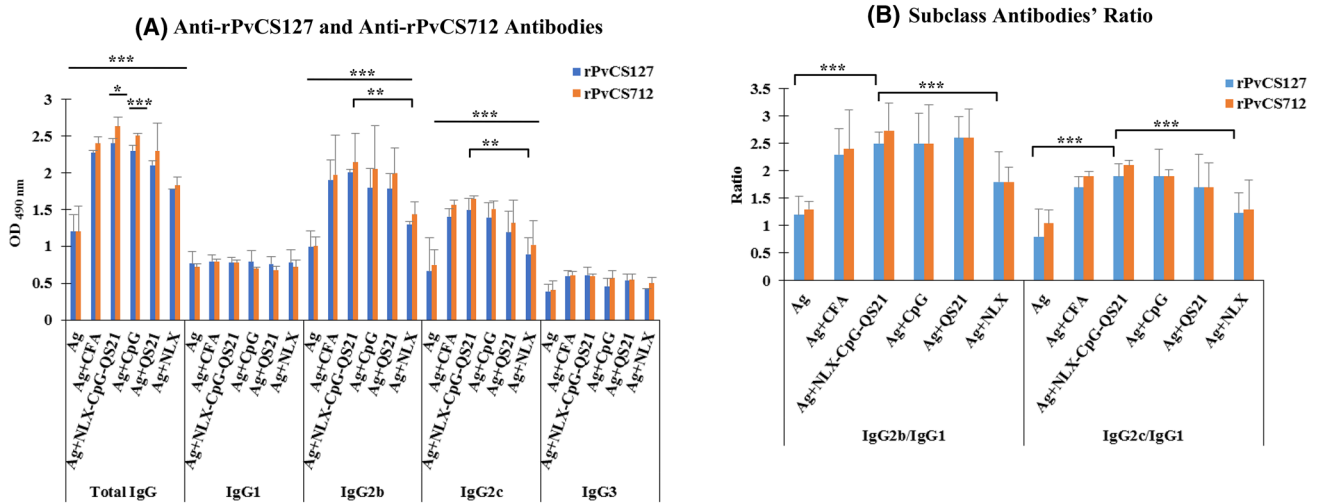 (A) Anti-rPvCS127 and Anti-rPvCS712 Antibodies
***
*
***
***
**
***
**
rPvCS127
rPvCS712
OD 490 nm
3
2.5
2
1.5
1
0.5
0
Ag
Ag+CFA
Ag+NLX-CpG-QS21
Ag+CpG
Ag+QS21
Ag+NLX
Ag
Ag+CFA
Ag+NLX-CpG-QS21
Ag+CpG
Ag+QS21
Ag+NLX
Ag
Ag+CFA
Ag+NLX-CpG-QS21
Ag+CpG
Ag+QS21
Ag+NLX
Ag
Ag+CFA
Ag+NLX-CpG-QS21
Ag+CpG
Ag+QS21
Ag+NLX
Ag
Ag+CFA
Ag+NLX-CpG-QS21
Ag+CpG
Ag+QS21
Ag+NLX
Total IgG
IgG1
IgG2b
IgG2c
IgG3
(B) Subclass Antibodies’ Ratio
***
***
***
***
rPvCS127
rPvCS712
Ratio
3.5
3
2.5
2
1.5
1
0.5
0
Ag
Ag+CFA
Ag+NLX-CpG-QS21
Ag+CpG
Ag+QS21
Ag+NLX
Ag
Ag+CFA
Ag+NLX-CpG-QS21
Ag+CpG
Ag+QS21
Ag+NLX
IgG2b/IgG1
IgG2c/IgG1